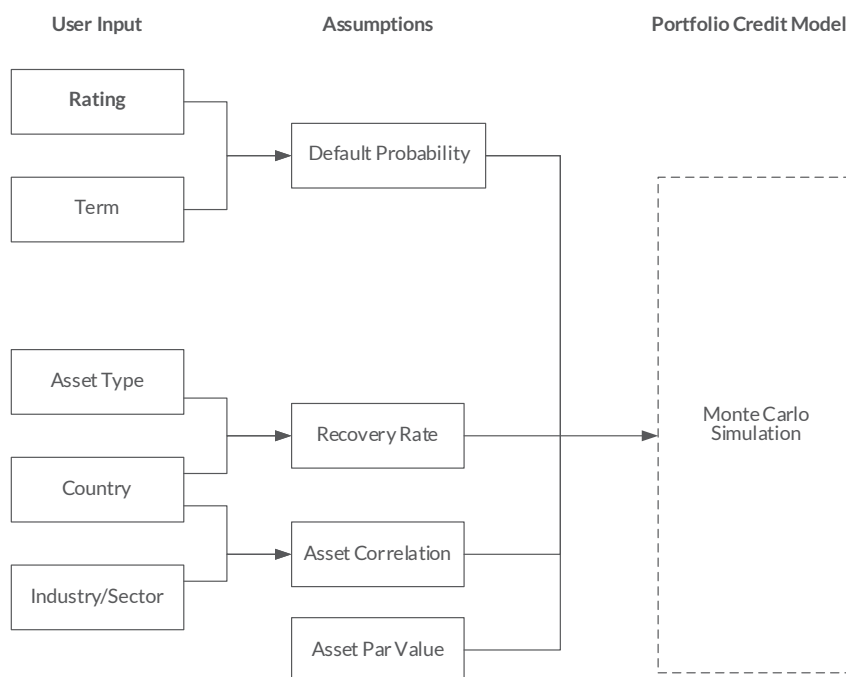 User Input
Assumptions
Portfolio Credit Model
Rating
Default Probability
Term
Asset Type
Recovery Rate
Monte Carlo
Simulation
Country
Asset Correlation
Industry/Sector
Asset Par Value